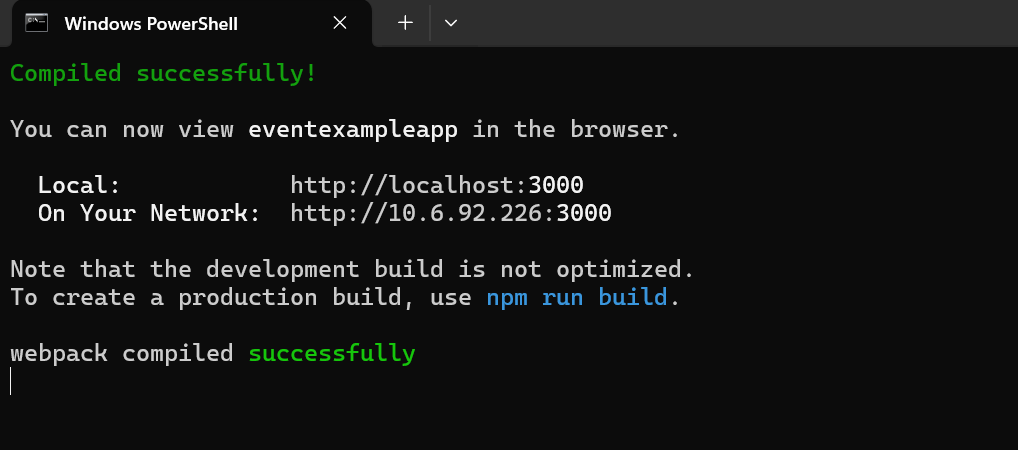 Windows PowerShell
Compiled successfully!
You can now view eventexampleapp in the browser.
Local: http://localhost:3000
On Your Network: http://10.6.92.226:3000
Note that the development build is not optimized.
To create a production build, use npm run build.
webpack compiled successfully